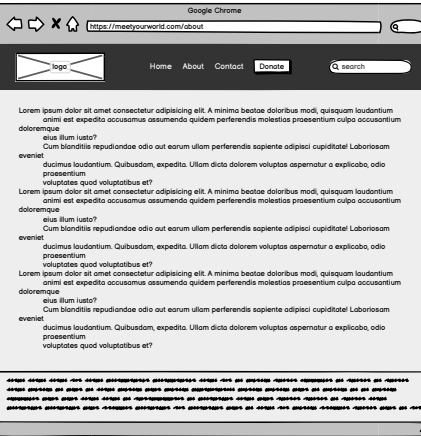 Google Chrome
https://meetyourworld.com/about
logo
Home About Contact Donate search
Lorem ipsum dolor sit amet consectetur adipisicing elit. A minima beatae doloribus modi, quisquam laudantium
animi est expedita accusamus assumenda quidem perferendis molestias praesentium culpa accusantius
doloremque
eius illum iusto?
Cum blanditiis repudiandae odio aut earum ullam perferendis sapiente adipisci cupiditate! Laboriosam
eveniet
ducimus laudantium. Quibusdam, expedita. Ullam dicta dolorem voluptas aspernatur a explicabo, odio
praesentium
voluptates quod voluptatibus et?
Lorem ipsum dolor sit amet consectetur adipisicing elit. A minima beatae doloribus modi, quisquam laudantium
animi est expedita accusamus assumenda quidem perferendis molestias praesentium culpa accusantius
doloremque
eius illum iusto?
Cum blanditiis repudiandae odio aut earum ullam perferendis sapiente adipisci cupiditate! Laboriosam
eveniet
ducimus laudantium. Quibusdam, expedita. Ullam dicta dolorem voluptas aspernatur a explicabo, odio
praesentium
voluptates quod voluptatibus et?
Lorem ipsum dolor sit amet consectetur adipisicing elit. A minima beatae doloribus modi, quisquam laudantium
animi est expedita accusamus assumenda quidem perferendis molestias praesentium culpa accusantius
doloremque
eius illum iusto?
Cum blanditiis repudiandae odio aut earum ullam perferendis sapiente adipisci cupiditate! Laboriosam
eveniet
ducimus laudantium. Quibusdam, expedita. Ullam dicta dolorem voluptas aspernatur a explicabo, odio
praesentium
voluptates quod voluptatibus et?